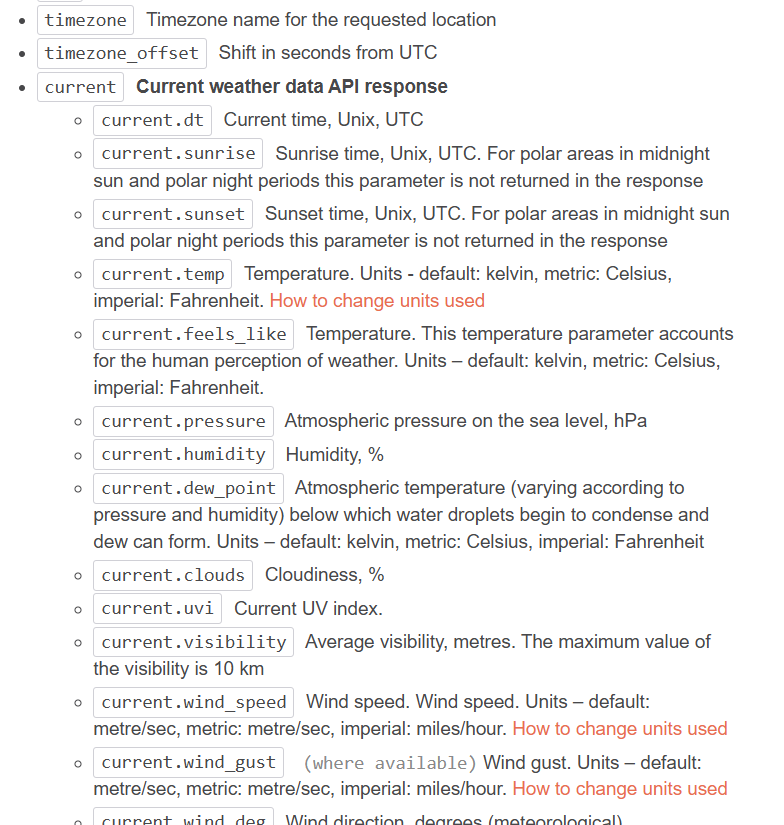 timezone Timezone name for the requested location
timezone_offset Shift in seconds from UTC
current Current weather data API response
current.dt Current time, Unix, UTC
current.sunrise Sunrise time, Unix, UTC. For polar areas in midnight
sun and polar night periods this parameter is not returned in the response
current.sunset Sunset time, Unix, UTC. For polar areas in midnight sun
and polar night periods this parameter is not returned in the response
current.temp Temperature. Units - default: kelvin, metric: Celsius,
imperial: Fahrenheit. How to change units used
current.feels_like Temperature. This temperature parameter accounts
for the human perception of weather. Units – default: kelvin, metric: Celsius,
imperial: Fahrenheit.
current.pressure Atmospheric pressure on the sea level, hPa
current.humidity Humidity, %
current.dew_point Atmospheric temperature (varying according to
pressure and humidity) below which water droplets begin to condense and
dew can form. Units – default: kelvin, metric: Celsius, imperial: Fahrenheit
current.clouds Cloudiness, %
current.uvi Current UV index.
current.visibility Average visibility, metres. The maximum value of
the visibility is 10 km
current.wind_speed Wind speed. Wind speed. Units – default:
metre/sec, metric: metre/sec, imperial: miles/hour. How to change units used
current.wind_gust (where available) Wind gust. Units – default:
metre/sec, metric: metre/sec, imperial: miles/hour. How to change units used
current.wind_deg Wind direction, degrees (meteorological)